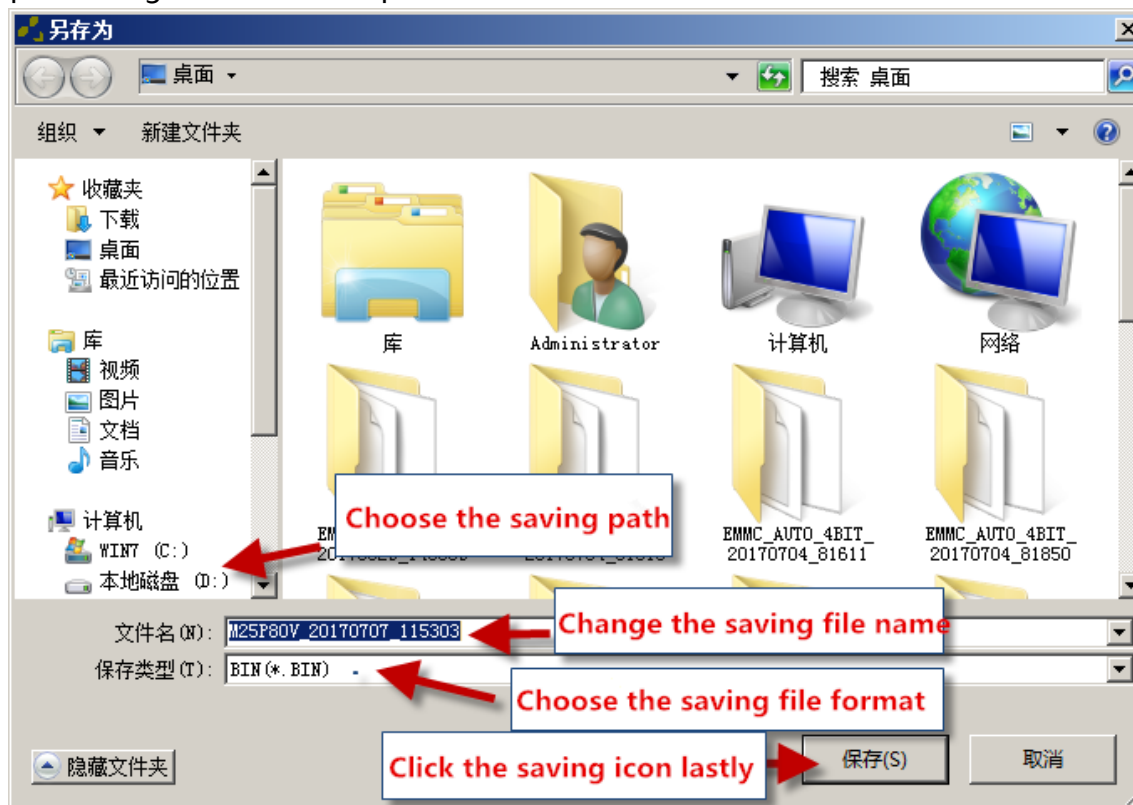 另存为
桌面
搜索 桌面
组织
新建文件夹
收藏夹
下载
桌面
最近访问的位置
库
视频
图片
文档
音乐
计算机
WIN7 (C:)
本地磁盘 (D:)
库
Administrator
计算机
网络
EMMC_AUTO_4BIT_
20170704_81611
EMMC_AUTO_4BIT_
20170704_81850
Choose the saving path
文件名(N):
M25P80V_20170707_115303
Change the saving file name
保存类型(T):
BIN(*.BIN)
Choose the saving file format
Click the saving icon lastly
隐藏文件夹
保存(S)
取消